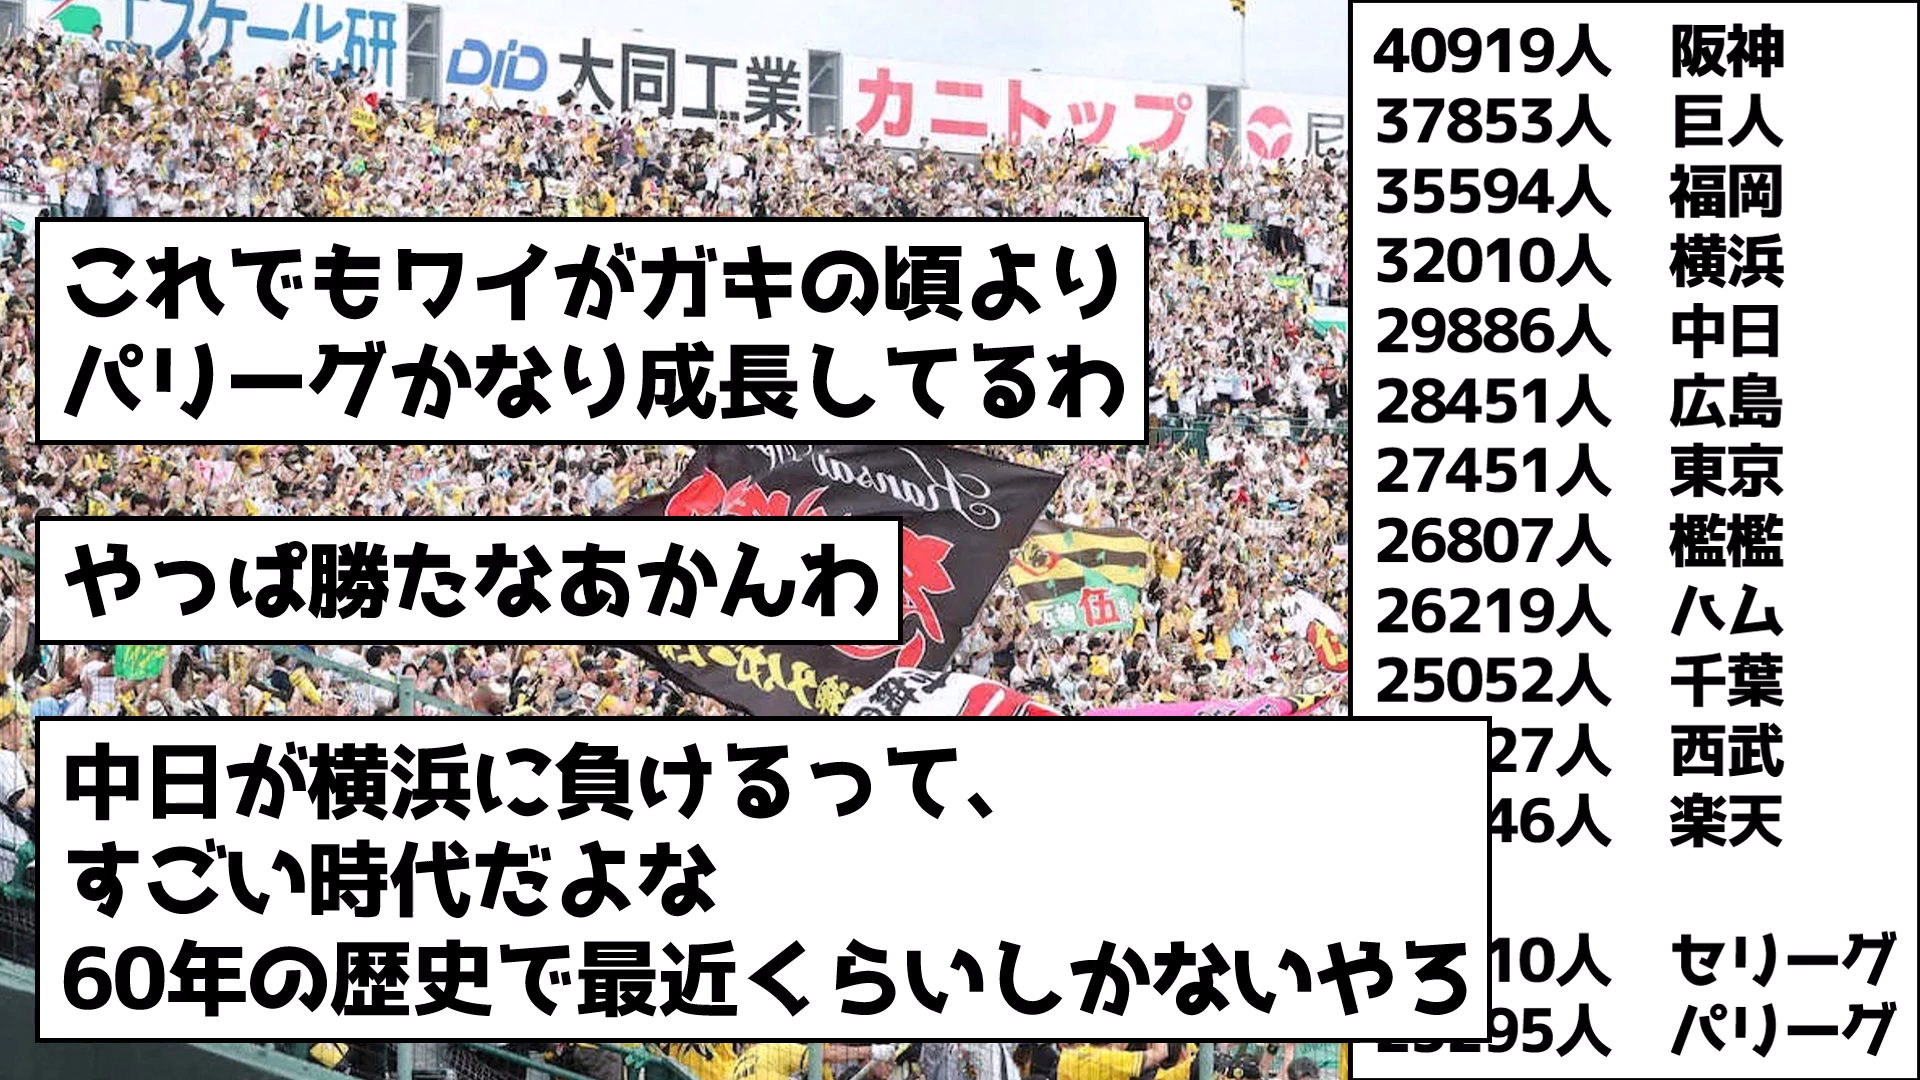 エスケー化研
DiD 大同工業
カニトップ
尼
これでもワイがガキの頃より
パリーグかなり成長してるわ
Kansai
やっぱ勝たなあかんわ
伍
中日が横浜に負けるって、
すごい時代だよな
60年の歴史で最近くらいしかないやろ
40919人 阪神
37853人 巨人
35594人 福岡
32010人 横浜
29886人 中日
28451人 広島
27451人 東京
26807人 檻檻
26219人 ハム
25052人 千葉
27人 西武
46人 楽天
10人 セリーグ
95人 パリーグ